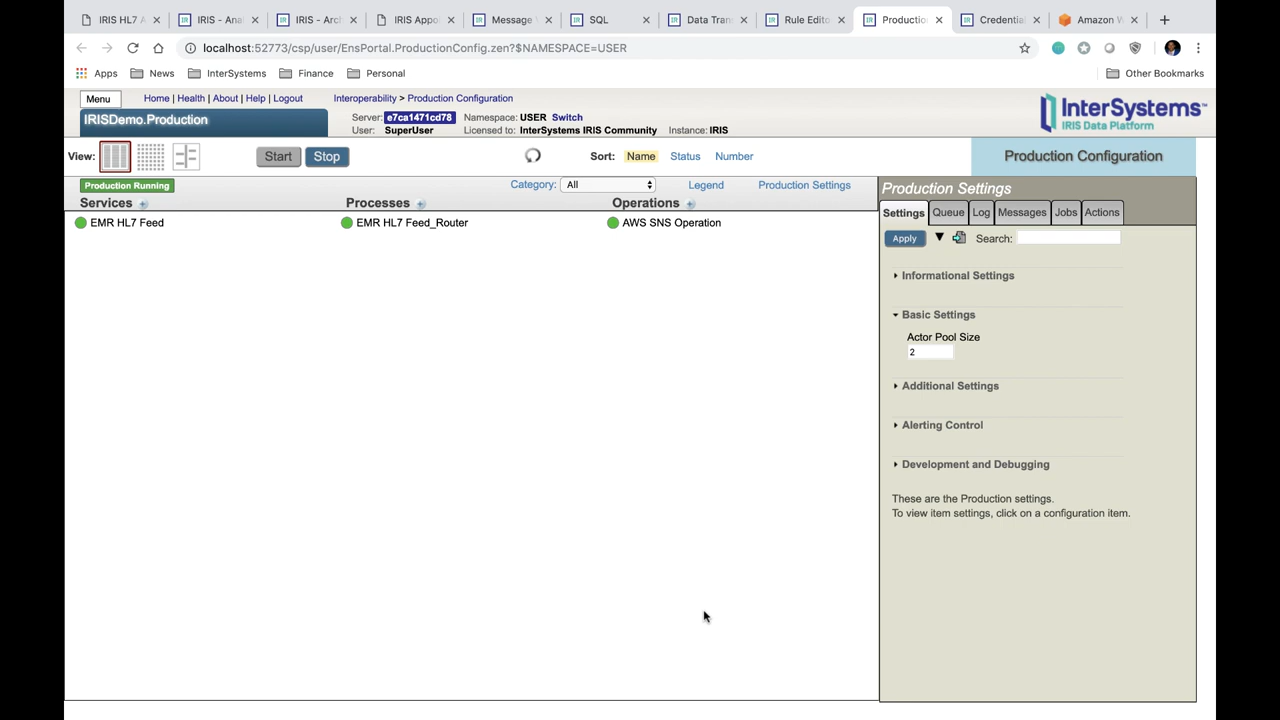 IRIS HL7 A
IRIS - Ana
IRIS - Arc
IRIS Appo
Message
SQL
Data Tran
Rule Edito
Productio
Credentia
Amazon W
localhost:52773/csp/user/EnsPortal.ProductionConfig.zen?$NAMESPACE=USER
Apps News InterSystems Finance Personal Other Bookmarks
Menu Home | Health | About | Help | Logout Interoperability > Production Configuration
IRISDemo.Production Server: e7ca1471cd78 Namespace: USER Switch
User: SuperUser Licensed to: InterSystems IRIS Community Instance: IRIS
InterSystems
IRIS Data Platform
View: Start Stop Sort: Name Status Number Production Configuration
Production Running Category: All Legend Production Settings
Services Processes Operations
EMR HL7 Feed EMR HL7 Feed_Router AWS SNS Operation
Production Settings
Settings Queue Log Messages Jobs Actions
Apply Search:
Informational Settings
Basic Settings
Actor Pool Size
2
Additional Settings
Alerting Control
Development and Debugging
These are the Production settings.
To view item settings, click on a configuration item.